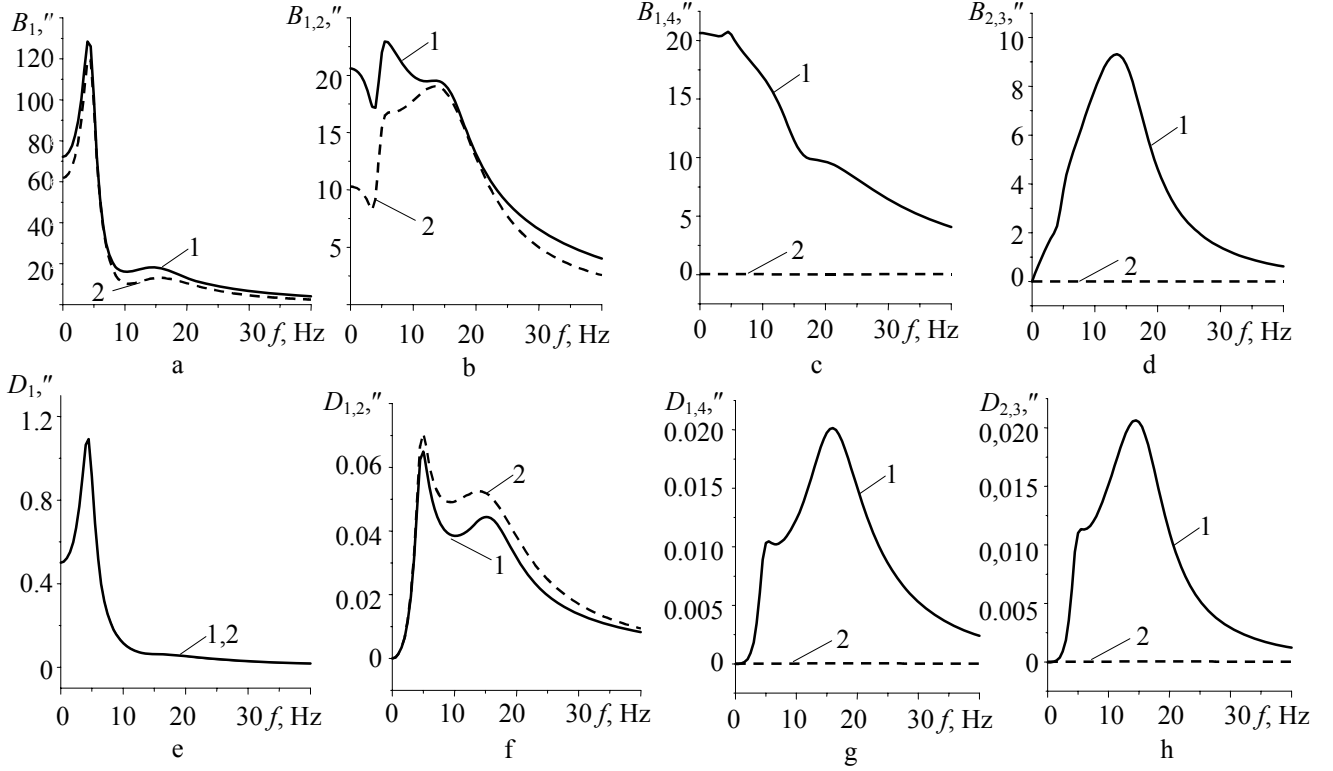 B1,″
120
100
80
60
40
20
1
2
0 10 20 30 f, Hz
a
B1,2,″
20
15
10
5
1
2
0 10 20 30 f, Hz
b
B1,4,″
20
15
10
5
0
1
2
0 10 20 30 f, Hz
c
B2,3,″
10
8
6
4
2
0
1
2
0 10 20 30 f, Hz
d
D1,″
1.2
0.8
0.4
0
1,2
0 10 20 30 f, Hz
e
D1,2,″
0.06
0.04
0.02
0
2
1
0 10 20 30 f, Hz
f
D1,4,″
0.020
0.015
0.010
0.005
0
1
2
0 10 20 30 f, Hz
g
D2,3,″
0,020
0,015
0,010
0.005
0
1
2
0 10 20 30 f, Hz
h